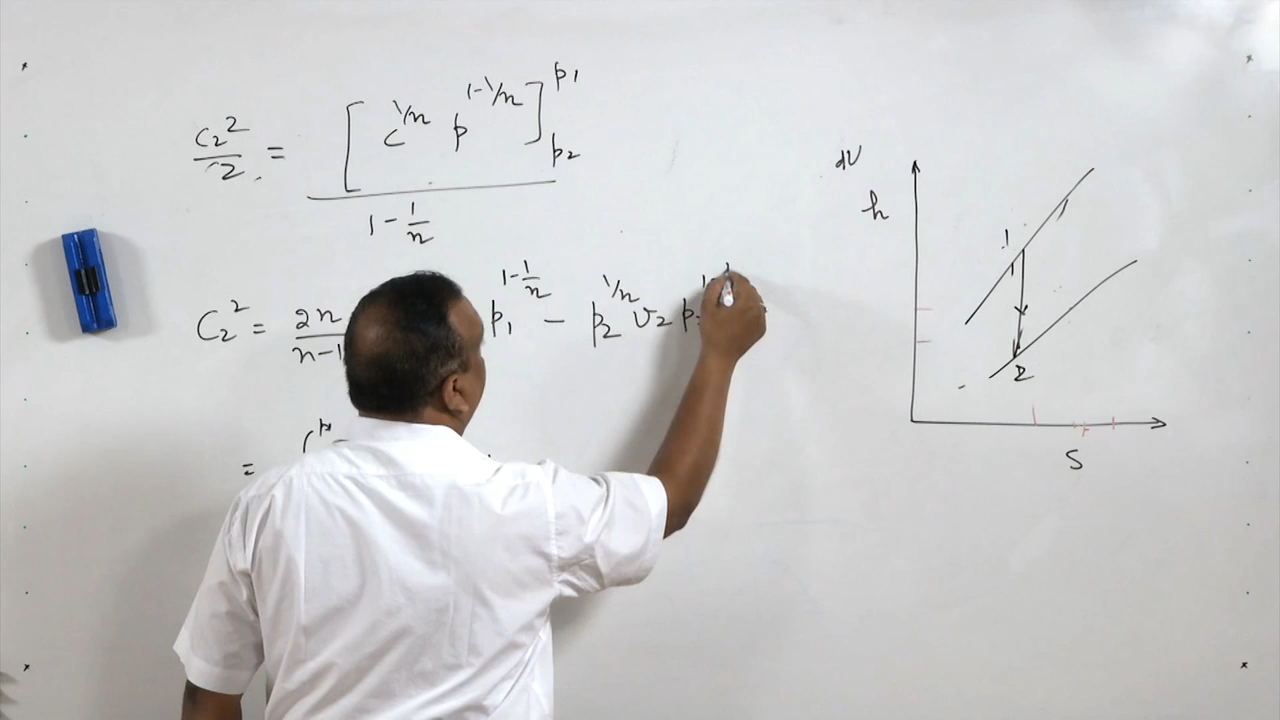 C₂²/2 = [ c^(1/n) p^(1-1/n) ]_(p₂)^(p₁)
1 - 1/n
C₂² = 2n/(n-1) p₁^(1-1/n) - p₂^(1/n) v₂ p₂
=
dV
h
1
2
S